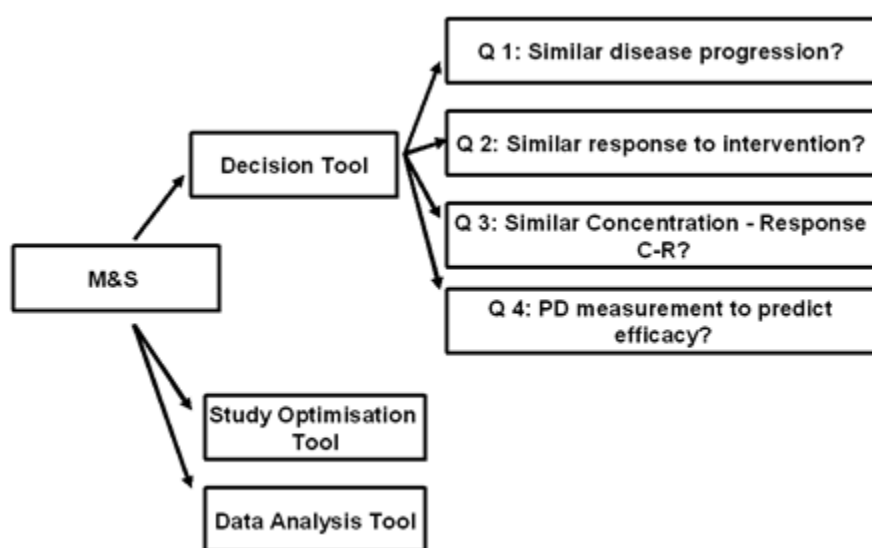 Q 1: Similar disease progression?
Q 2: Similar response to intervention?
Decision Tool
Q 3: Similar Concentration - Response
C-R?
M&S
Q 4: PD measurement to predict
efficacy?
Study Optimisation
Tool
Data Analysis Tool